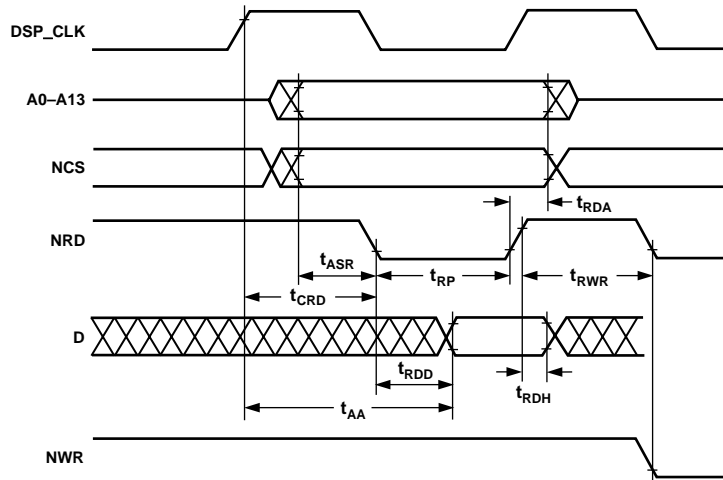 DSP_CLK
A0–A13
NCS
tRDA
NRD
tASR
tRP
tRWR
tCRD
D
tRDD
tRDH
tAA
NWR